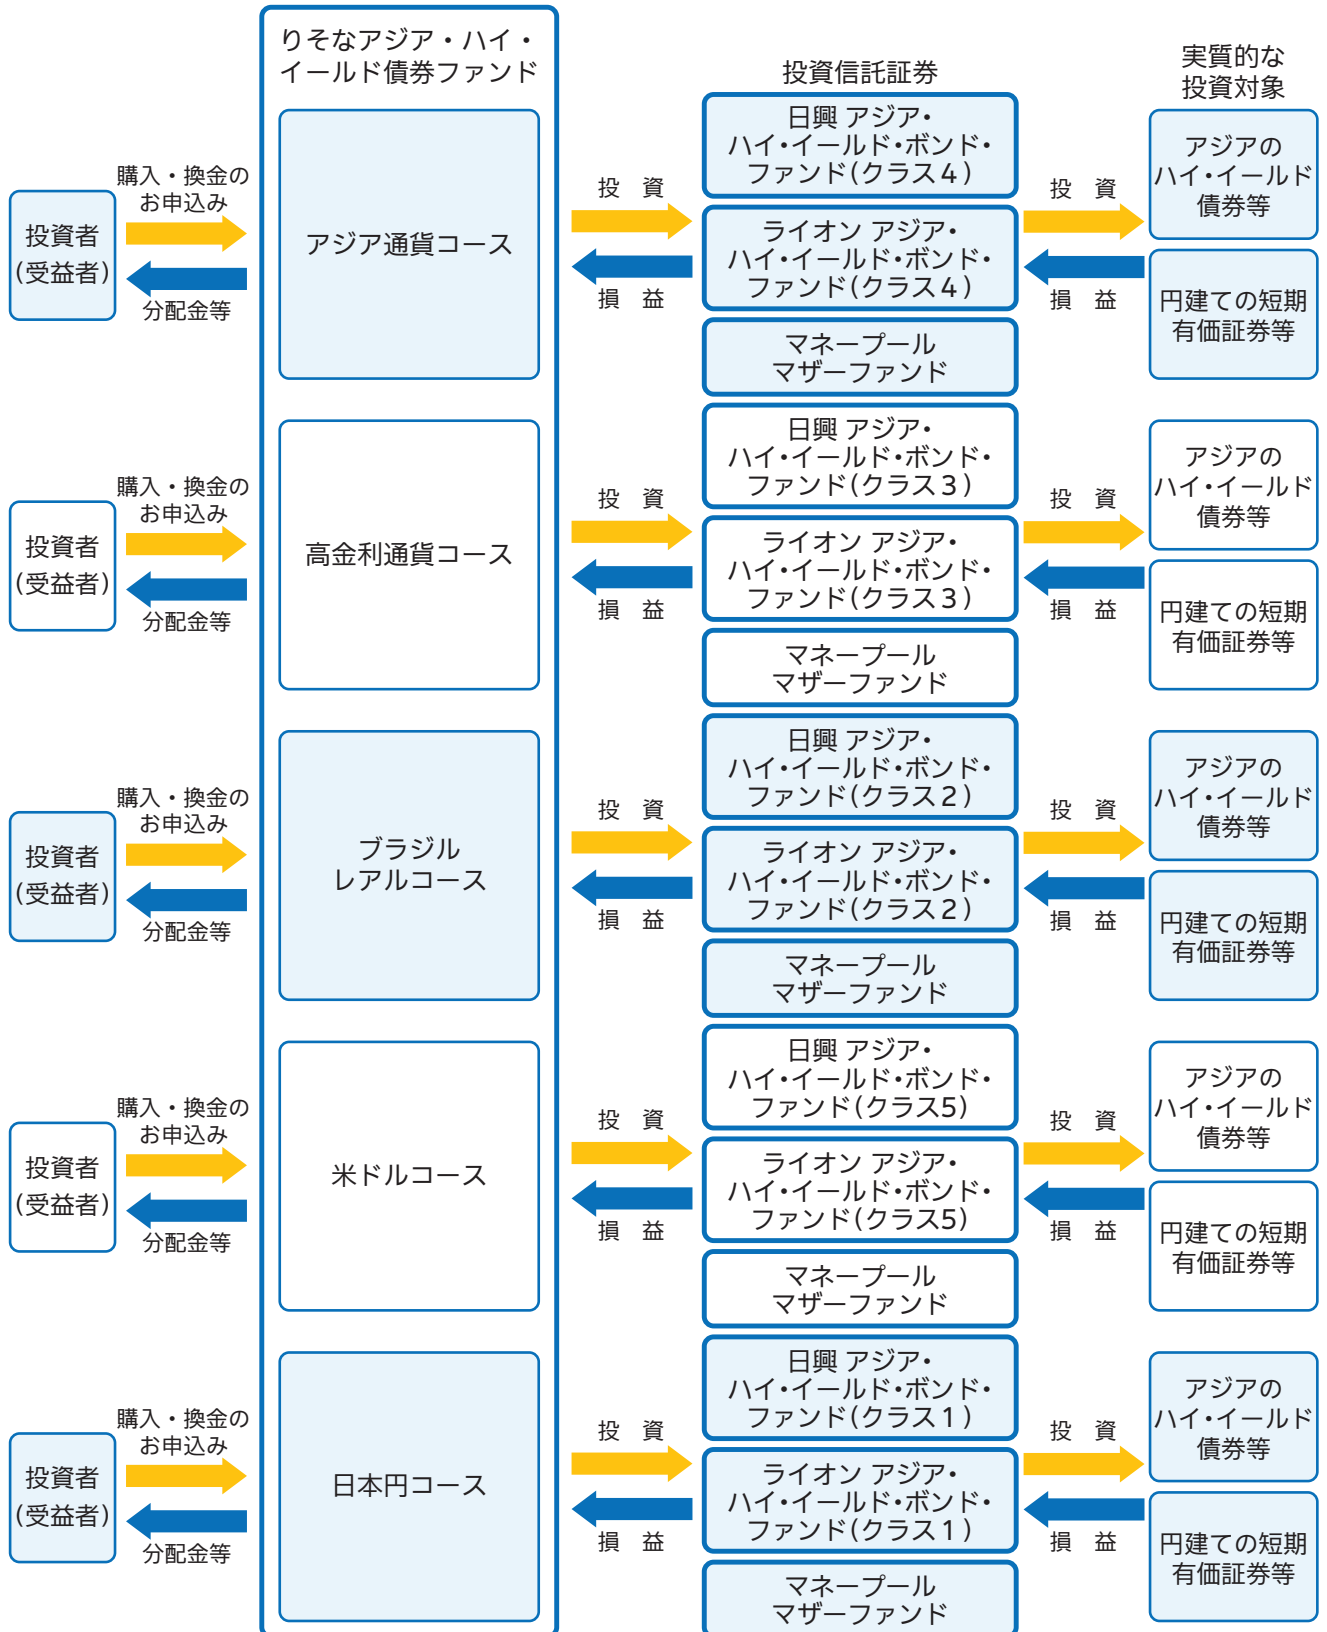 りそなアジア・ハイ・
イールド債券ファンド
投資信託証券
実質的な
投資対象
投資者
(受益者)
購入・換金の
お申込み
分配金等
アジア通貨コース
投 資
損 益
日興 アジア・
ハイ・イールド・ボンド・
ファンド(クラス4)
ライオン アジア・
ハイ・イールド・ボンド・
ファンド(クラス4)
マネープール
マザーファンド
投 資
損 益
アジアの
ハイ・イールド
債券等
円建ての短期
有価証券等
投資者
(受益者)
購入・換金の
お申込み
分配金等
高金利通貨コース
投 資
損 益
日興 アジア・
ハイ・イールド・ボンド・
ファンド(クラス3)
ライオン アジア・
ハイ・イールド・ボンド・
ファンド(クラス3)
マネープール
マザーファンド
投 資
損 益
アジアの
ハイ・イールド
債券等
円建ての短期
有価証券等
投資者
(受益者)
購入・換金の
お申込み
分配金等
ブラジル
レアルコース
投 資
損 益
日興 アジア・
ハイ・イールド・ボンド・
ファンド(クラス2)
ライオン アジア・
ハイ・イールド・ボンド・
ファンド(クラス2)
マネープール
マザーファンド
投 資
損 益
アジアの
ハイ・イールド
債券等
円建ての短期
有価証券等
投資者
(受益者)
購入・換金の
お申込み
分配金等
米ドルコース
投 資
損 益
日興 アジア・
ハイ・イールド・ボンド・
ファンド(クラス5)
ライオン アジア・
ハイ・イールド・ボンド・
ファンド(クラス5)
マネープール
マザーファンド
投 資
損 益
アジアの
ハイ・イールド
債券等
円建ての短期
有価証券等
投資者
(受益者)
購入・換金の
お申込み
分配金等
日本円コース
投 資
損 益
日興 アジア・
ハイ・イールド・ボンド・
ファンド(クラス1)
ライオン アジア・
ハイ・イールド・ボンド・
ファンド(クラス1)
マネープール
マザーファンド
投 資
損 益
アジアの
ハイ・イールド
債券等
円建ての短期
有価証券等